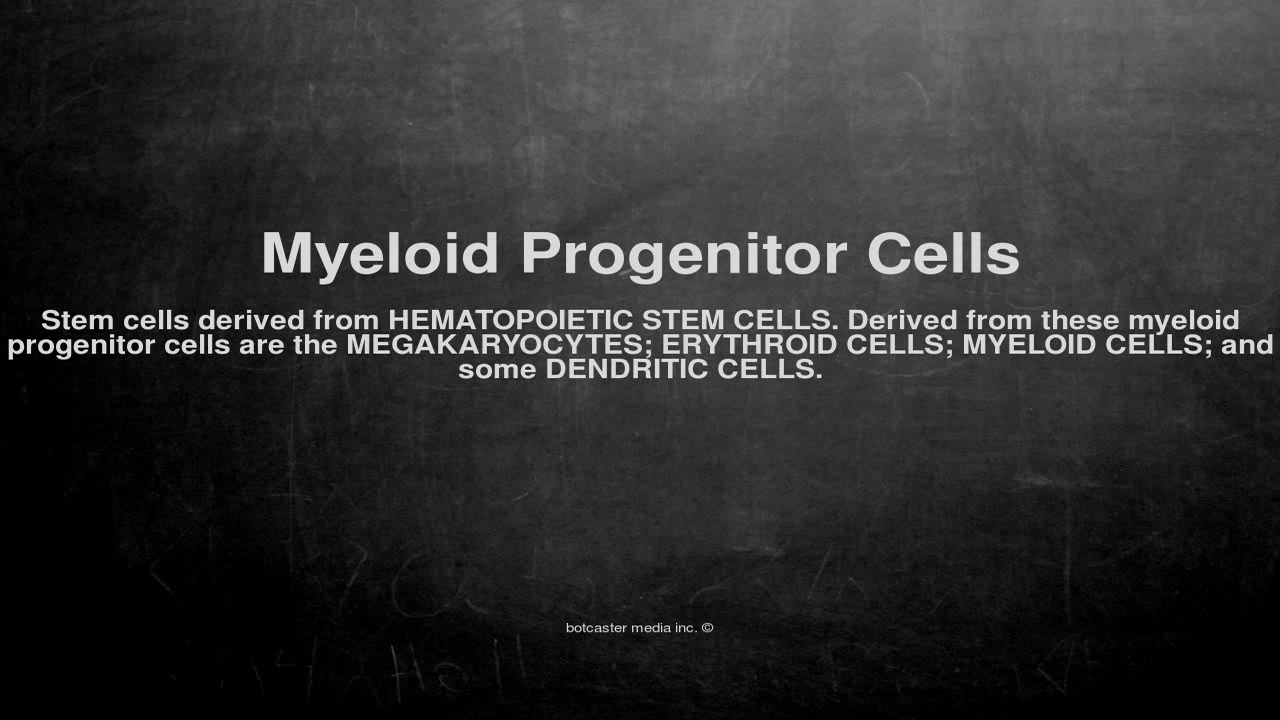 Myeloid Progenitor Cells
Stem cells derived from HEMATOPOIETIC STEM CELLS. Derived from these myeloid
progenitor cells are the MEGAKARYOCYTES; ERYTHROID CELLS; MYELOID CELLS; and
some DENDRITIC CELLS.
botcaster media inc. ©